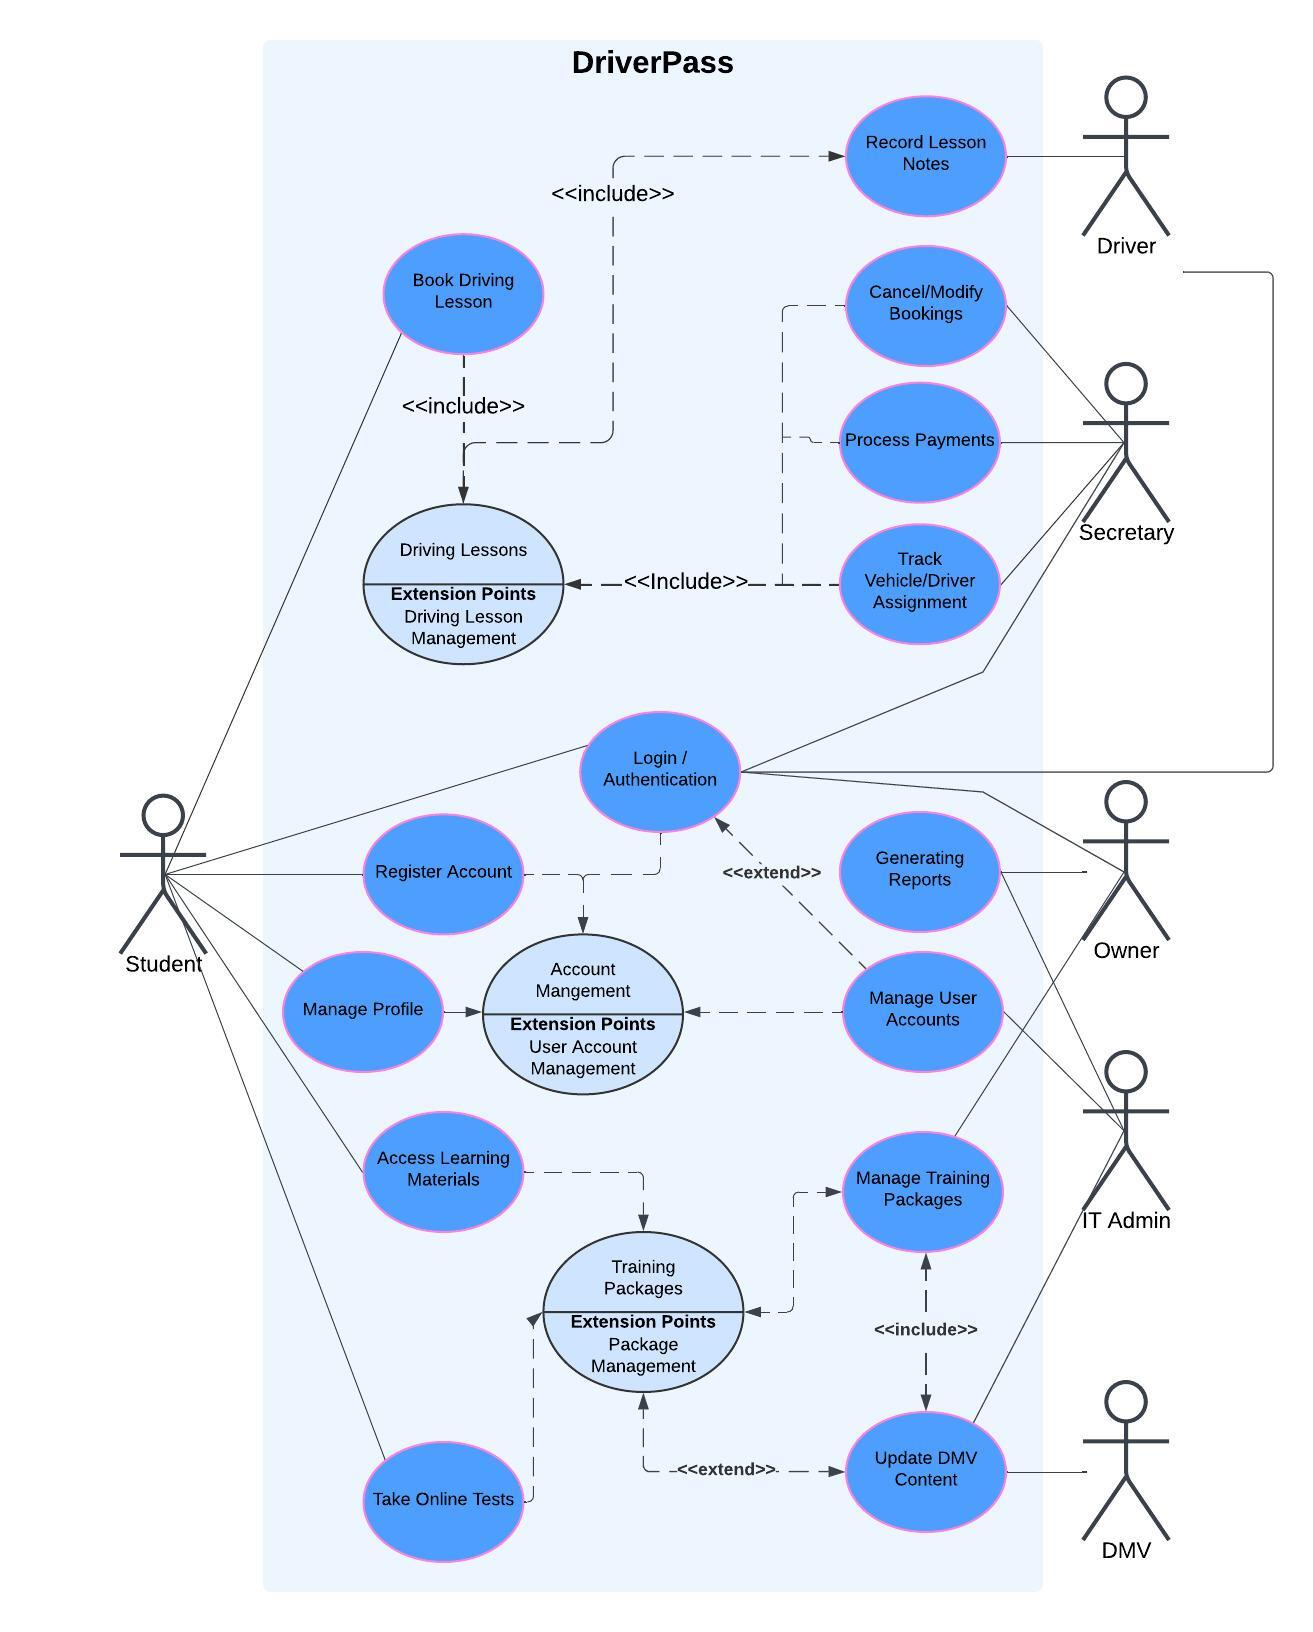 DriverPass
Record Lesson
Notes
<<include>>
Driver
Book Driving
Lesson
Cancel/Modify
Bookings
<<include>>
Process Payments
Secretary
Driving Lessons
Extension Points
Driving Lesson
Management
<<Include>>
Track
Vehicle/Driver
Assignment
Login /
Authentication
Register Account
<<extend>>
Generating
Reports
Owner
Student
Account
Mangement
Extension Points
User Account
Management
Manage Profile
Manage User
Accounts
Access Learning
Materials
Manage Training
Packages
IT Admin
Training
Packages
Extension Points
Package
Management
<<include>>
<<extend>>
Update DMV
Content
Take Online Tests
DMV